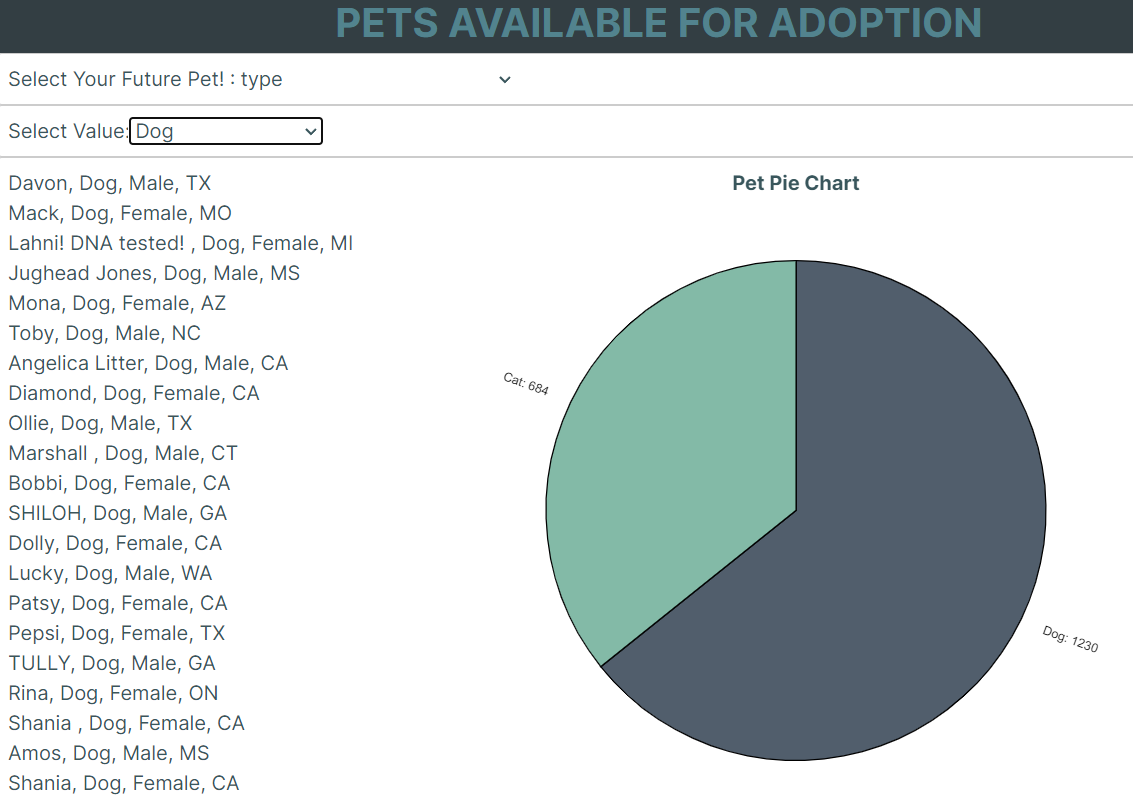 PETS AVAILABLE FOR ADOPTION
Select Your Future Pet! : type
Select Value: Dog
Davon, Dog, Male, TX
Mack, Dog, Female, MO
Lahni! DNA tested! , Dog, Female, MI
Jughead Jones, Dog, Male, MS
Mona, Dog, Female, AZ
Toby, Dog, Male, NC
Angelica Litter, Dog, Male, CA
Diamond, Dog, Female, CA
Ollie, Dog, Male, TX
Marshall , Dog, Male, CT
Bobbi, Dog, Female, CA
SHILOH, Dog, Male, GA
Dolly, Dog, Female, CA
Lucky, Dog, Male, WA
Patsy, Dog, Female, CA
Pepsi, Dog, Female, TX
TULLY, Dog, Male, GA
Rina, Dog, Female, ON
Shania , Dog, Female, CA
Amos, Dog, Male, MS
Shania, Dog, Female, CA
Pet Pie Chart
Cat: 684
Dog: 1230